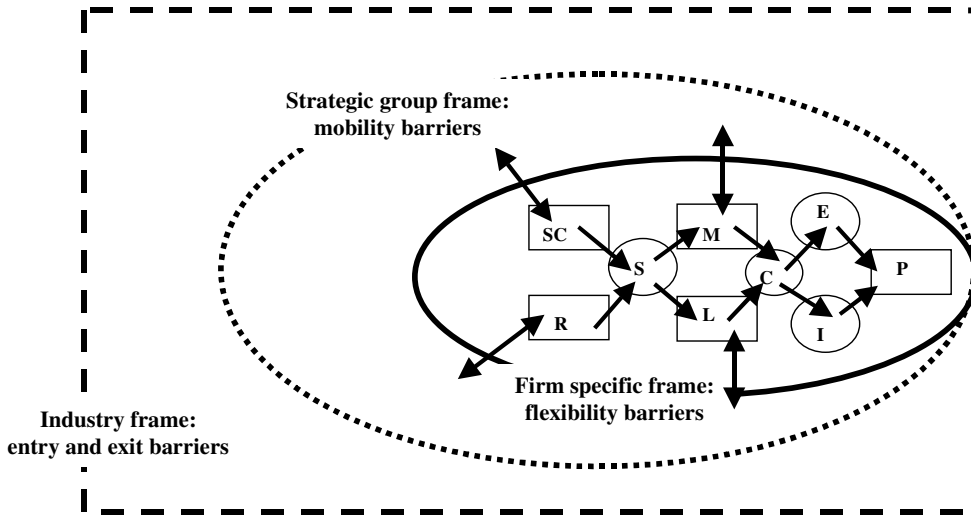 Strategic group frame:
mobility barriers
E
SC
M
S
C
P
R
L
I
Firm specific frame:
flexibility barriers
Industry frame:
entry and exit barriers